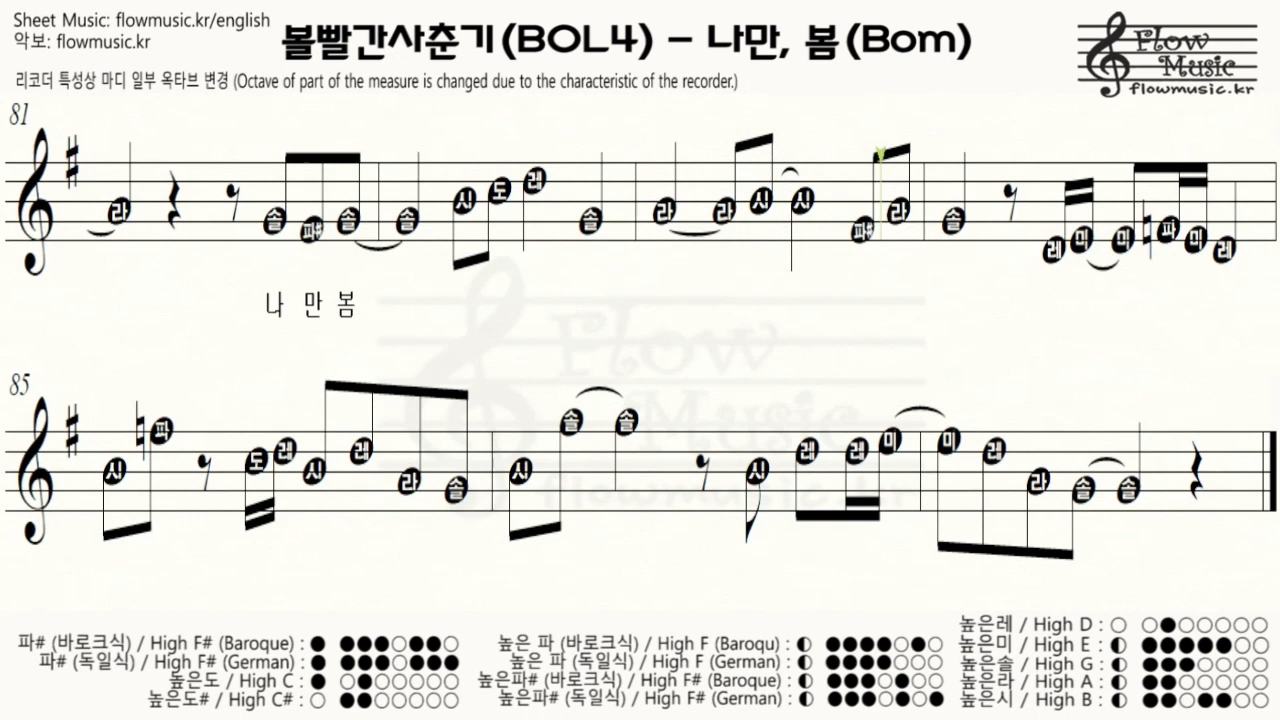 Sheet Music: flowmusic.kr/english
악보: flowmusic.kr
볼빨간사춘기(BOL4) - 나만, 봄(Bom)
Flow Music
flowmusic.kr
리코더 특성상 마디 일부 옥타브 변경 (Octave of part of the measure is changed due to the characteristic of the recorder.)
81
라 솔 파# 솔 솔 시 도 레 솔 라 라 시 시 파# 라 솔 레 미 미 파 미 레
나 만 봄
Flow Music
flowmusic.kr
85
시 파 도 레 시 레 라 솔 시 솔 솔 시 레 레 미 미 레 라 솔 솔
파# (바로크식) / High F# (Baroque) :
파# (독일식) / High F# (German) :
높은도 / High C :
높은도# / High C# :
높은 파 (바로크식) / High F (Baroqu) :
높은 파 (독일식) / High F (German) :
높은파# (바로크식) / High F# (Baroque) :
높은파# (독일식) / High F# (German) :
높은레 / High D :
높은미 / High E :
높은솔 / High G :
높은라 / High A :
높은시 / High B :